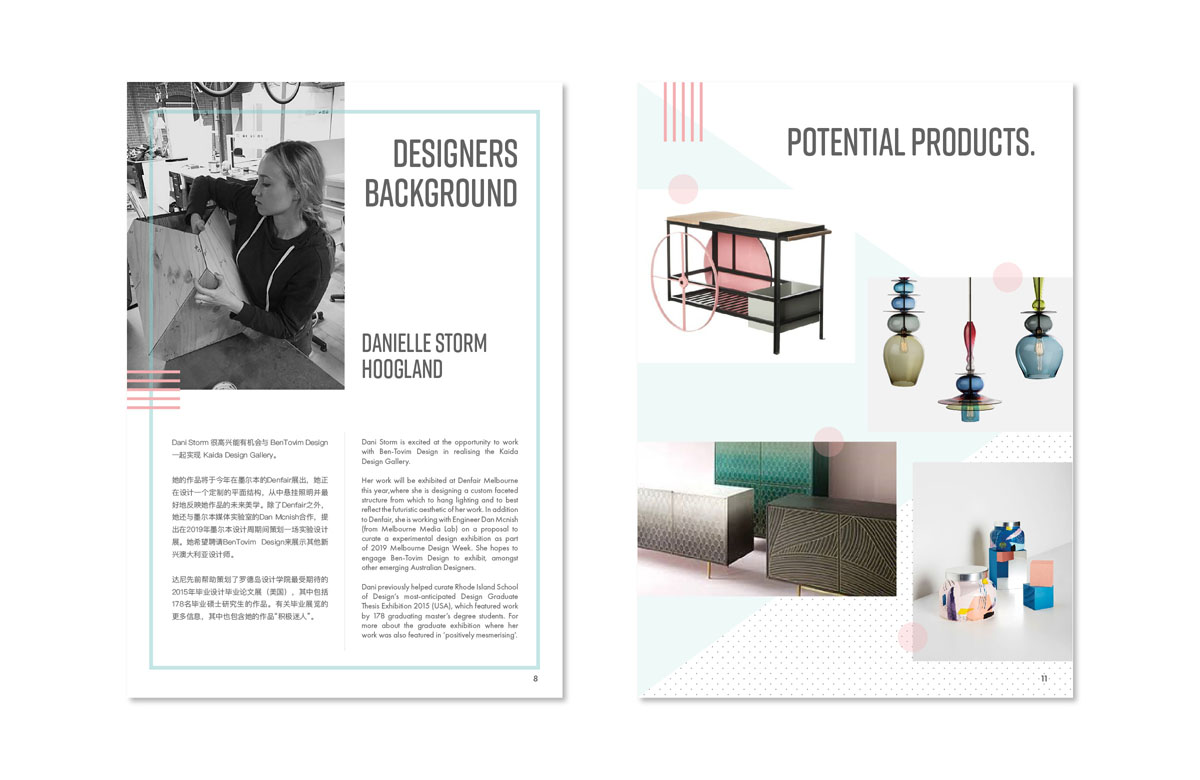 DESIGNERS
BACKGROUND
DANIELLE STORM
HOOGLAND
Dani Storm 很高兴能有机会与 BenTovim Design
一起实现 Kaida Design Gallery。
她的作品将于今年在墨尔本的Denfair展出，她正
在设计一个定制的平面结构，从中悬挂照明并最
好地反映她作品的未来美学。除了Denfair之外，
她还与墨尔本媒体实验室的Dan Mcnish合作，提
出在2019年墨尔本设计周期间策划一场实验设计
展。她希望聘请BenTovim Design来展示其他新
兴澳大利亚设计师。
达尼先前帮助策划了罗德岛设计学院最受期待的
2015年毕业设计毕业论文展（美国），其中包括
178名毕业硕士研究生的作品。有关毕业展览的
更多信息，其中也包含她的作品“积极迷人”。
Dani Storm is excited at the opportunity to work
with Ben-Tovim Design in realising the Kaida
Design Gallery.
Her work will be exhibited at Denfair Melbourne
this year,where she is designing a custom faceted
structure from which to hang lighting and to best
reflect the futuristic aesthetic of her work. In addition
to Denfair, she is working with Engineer Dan Mcnish
(from Melbourne Media Lab) on a proposal to
curate a experimental design exhibition as part
of 2019 Melbourne Design Week. She hopes to
engage Ben-Tovim Design to exhibit, amongst
other emerging Australian Designers.
Dani previously helped curate Rhode Island School
of Design's most-anticipated Design Graduate
Thesis Exhibition 2015 (USA), which featured work
by 178 graduating master's degree students. For
more about the graduate exhibition where her
work was also featured in 'positively mesmerising'.
8
POTENTIAL PRODUCTS.
11